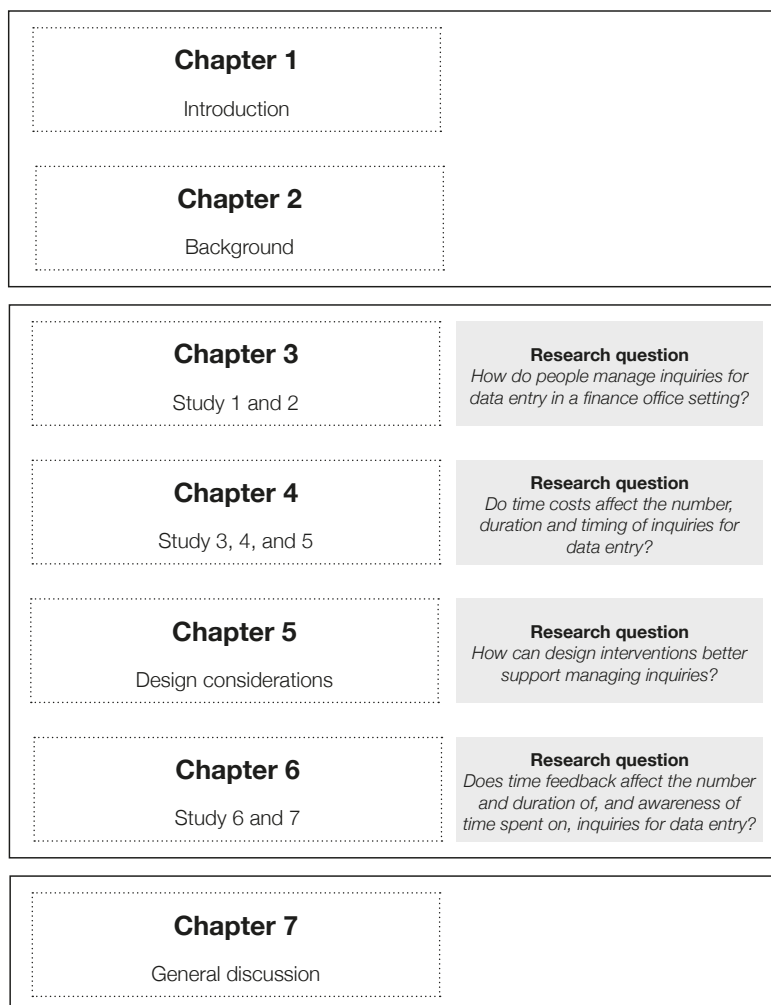 Chapter 1
Introduction
Chapter 2
Background
Chapter 3
Study 1 and 2
Research question
How do people manage inquiries for
data entry in a finance office setting?
Chapter 4
Study 3, 4, and 5
Research question
Do time costs affect the number,
duration and timing of inquiries for
data entry?
Chapter 5
Design considerations
Research question
How can design interventions better
support managing inquiries?
Chapter 6
Study 6 and 7
Research question
Does time feedback affect the number
and duration of, and awareness of
time spent on, inquiries for data entry?
Chapter 7
General discussion